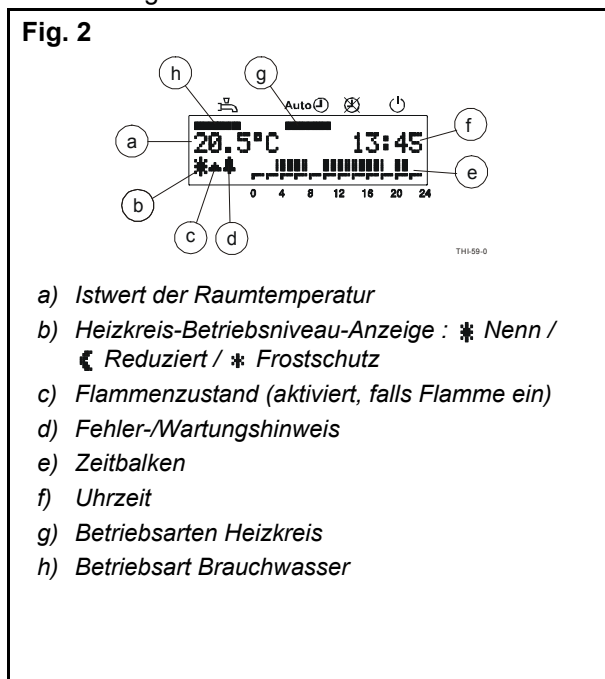 Fig. 2
h g
Auto
a 20.5°C 13:45 f
b e
0 4 8 12 16 20 24
c d
THI-59-0
a) Istwert der Raumtemperatur
b) Heizkreis-Betriebsniveau-Anzeige : Nenn /
Reduziert / Frostschutz
c) Flammenzustand (aktiviert, falls Flamme ein)
d) Fehler-/Wartungshinweis
e) Zeitbalken
f) Uhrzeit
g) Betriebsarten Heizkreis
h) Betriebsart Brauchwasser